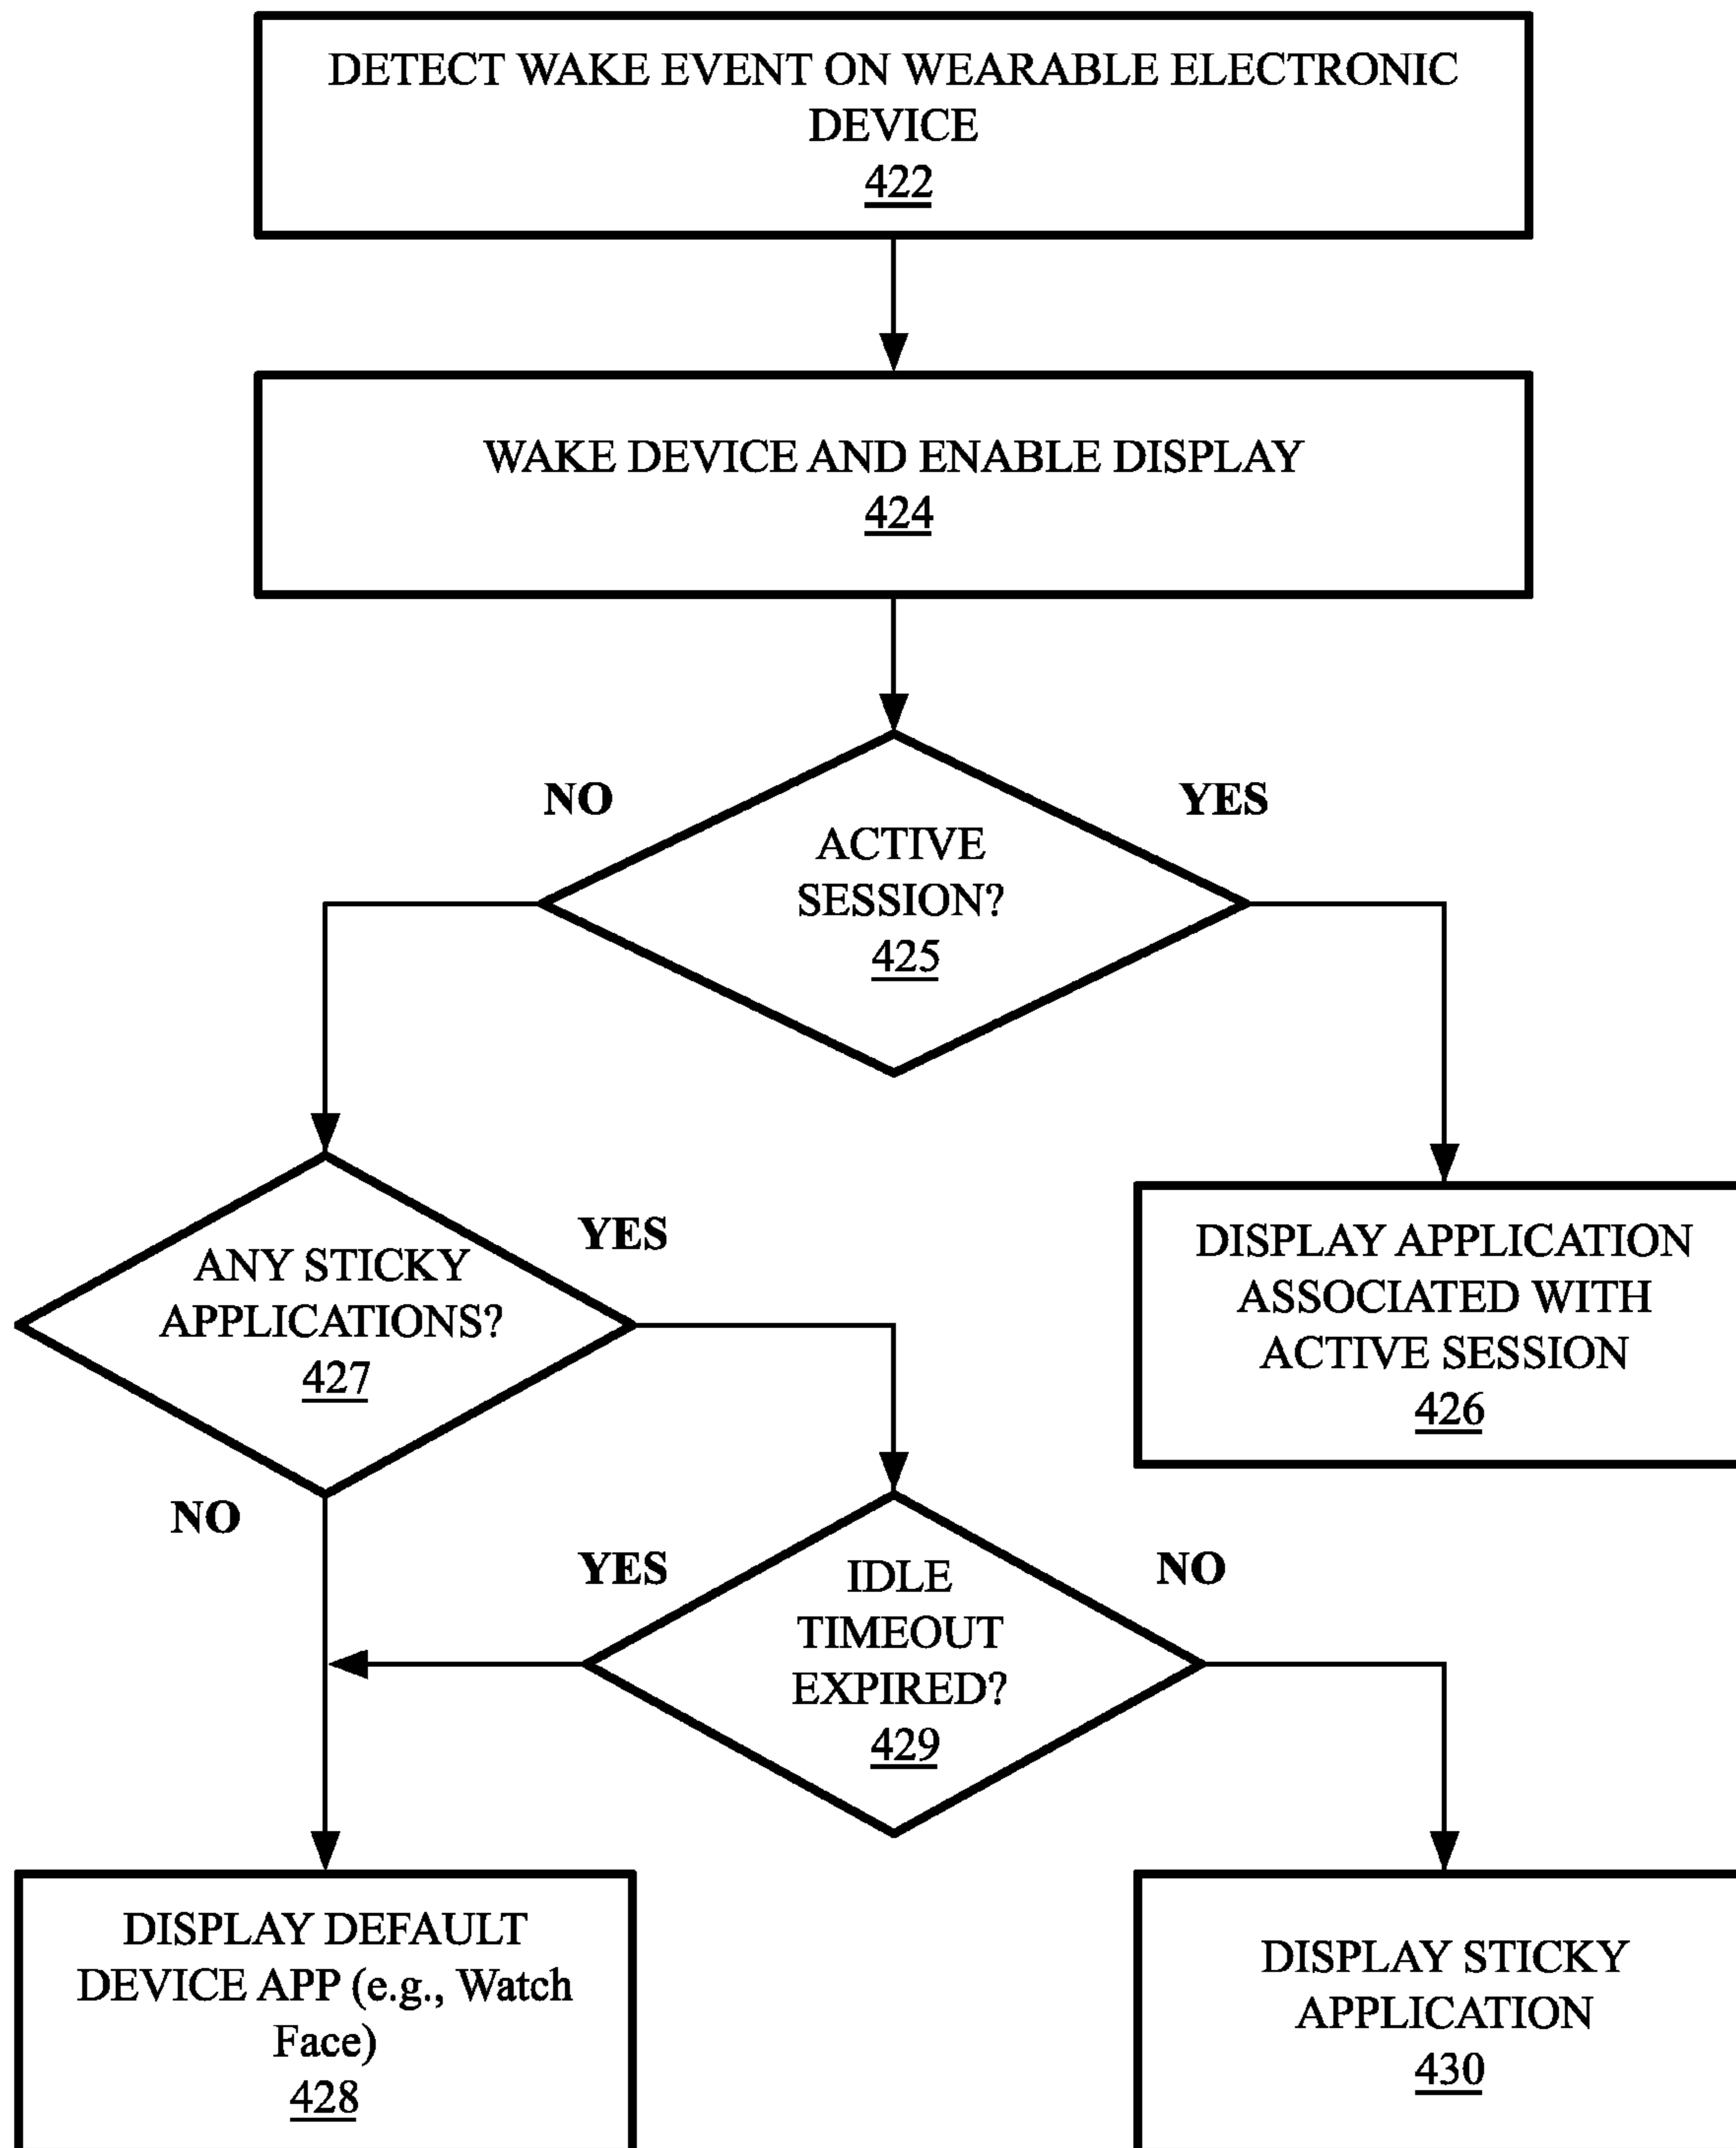 DETECT WAKE EVENT ON WEARABLE ELECTRONIC
DEVICE
422
WAKE DEVICE AND ENABLE DISPLAY
424
NO
YES
ACTIVE
SESSION?
425
ANY STICKY
APPLICATIONS?
427
YES
NO
DISPLAY APPLICATION
ASSOCIATED WITH
ACTIVE SESSION
426
YES
NO
IDLE
TIMEOUT
EXPIRED?
429
DISPLAY DEFAULT
DEVICE APP (e.g., Watch
Face)
428
DISPLAY STICKY
APPLICATION
430